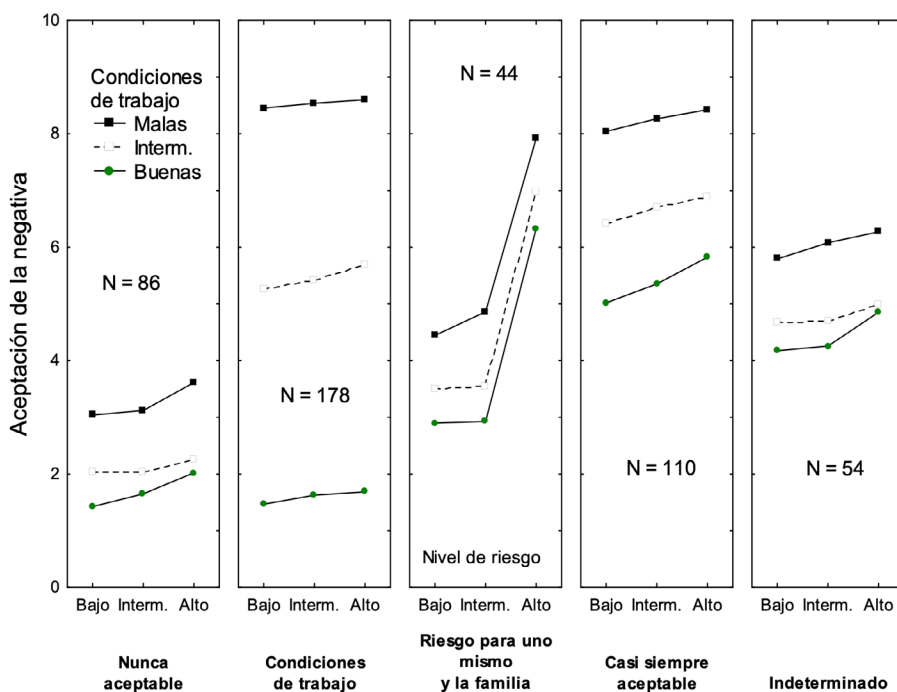 10
8
6
4
2
0
Aceptación de la negativa
Condiciones
de trabajo
Malas
Interm.
Buenas
N = 86
N = 178
N = 44
Nivel de riesgo
N = 110
N = 54
Bajo Interm. Alto
Bajo Interm. Alto
Bajo Interm. Alto
Bajo Interm. Alto
Bajo Interm. Alto
Nunca
aceptable
Condiciones
de trabajo
Riesgo para uno
mismo
y la familia
Casi siempre
aceptable
Indeterminado